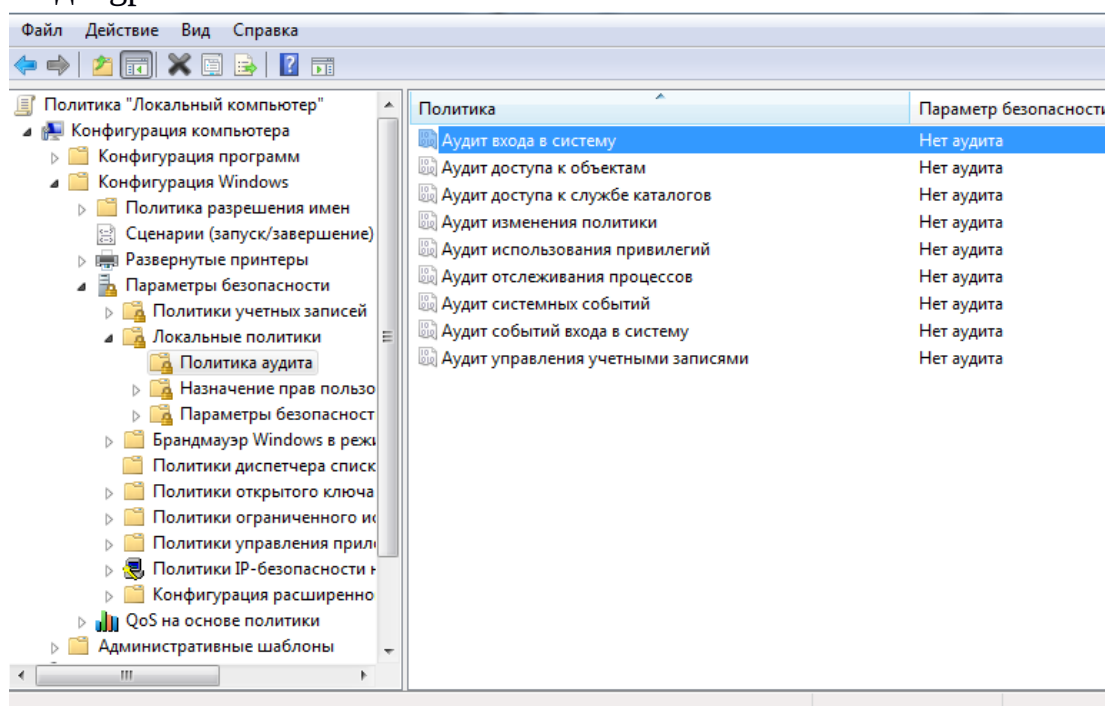 Файл Действие Вид Справка
Политика "Локальный компьютер"
Конфигурация компьютера
Конфигурация программ
Конфигурация Windows
Политика разрешения имен
Сценарии (запуск/завершение)
Развернутые принтеры
Параметры безопасности
Политики учетных записей
Локальные политики
Политика аудита
Назначение прав пользо
Параметры безопасност
Брандмауэр Windows в режи
Политики диспетчера списк
Политики открытого ключа
Политики ограниченного ис
Политики управления прил
Политики IP-безопасности н
Конфигурация расширенно
QoS на основе политики
Административные шаблоны
Политика Параметр безопасности
Аудит входа в систему Нет аудита
Аудит доступа к объектам Нет аудита
Аудит доступа к службе каталогов Нет аудита
Аудит изменения политики Нет аудита
Аудит использования привилегий Нет аудита
Аудит отслеживания процессов Нет аудита
Аудит системных событий Нет аудита
Аудит событий входа в систему Нет аудита
Аудит управления учетными записями Нет аудита